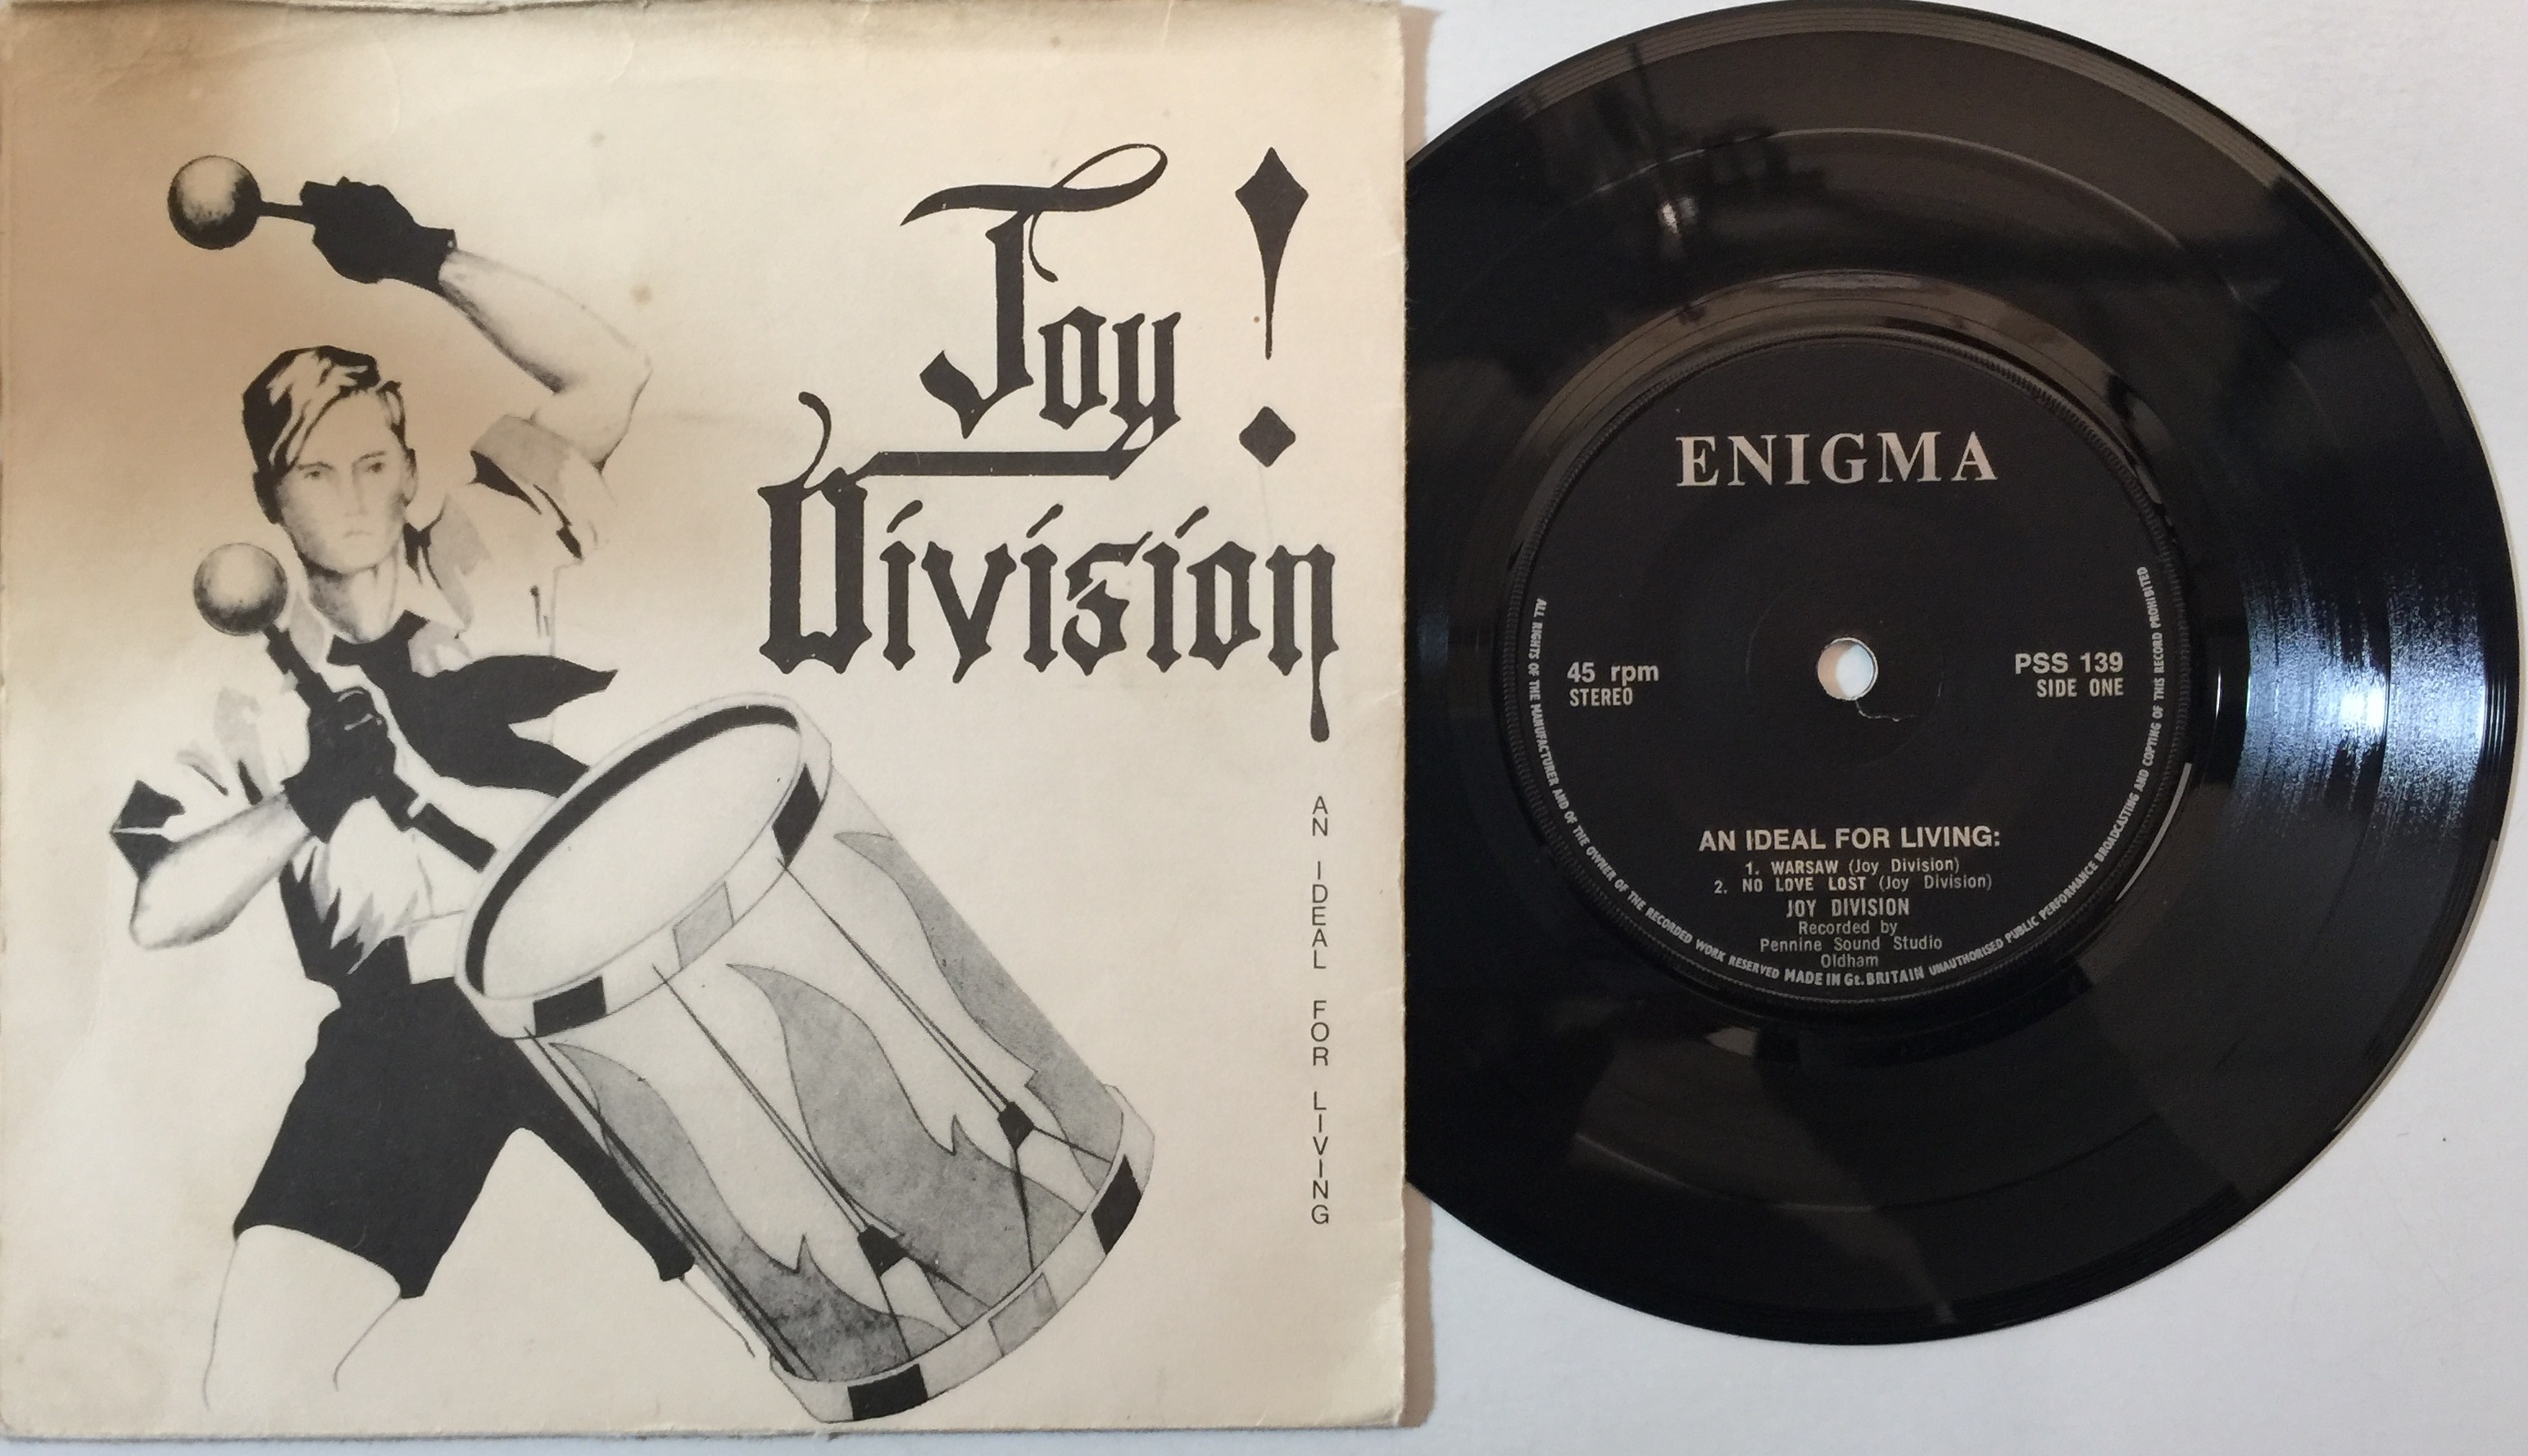 Joy !
Division
AN IDEAL FOR LIVING
ENIGMA
45 rpm
STEREO
PSS 139
SIDE ONE
AN IDEAL FOR LIVING:
1. WARSAW (Joy Division)
2. NO LOVE LOST (Joy Division)
JOY DIVISION
Recorded by
Pennine Sound Studio
Oldham
ALL RIGHTS OF THE MANUFACTURER AND OF THE OWNER OF THE RECORDED WORK RESERVED MADE IN Gt. BRITAIN UNAUTHORISED PUBLIC PERFORMANCE BROADCASTING AND COPYING OF THIS RECORD PROHIBITED